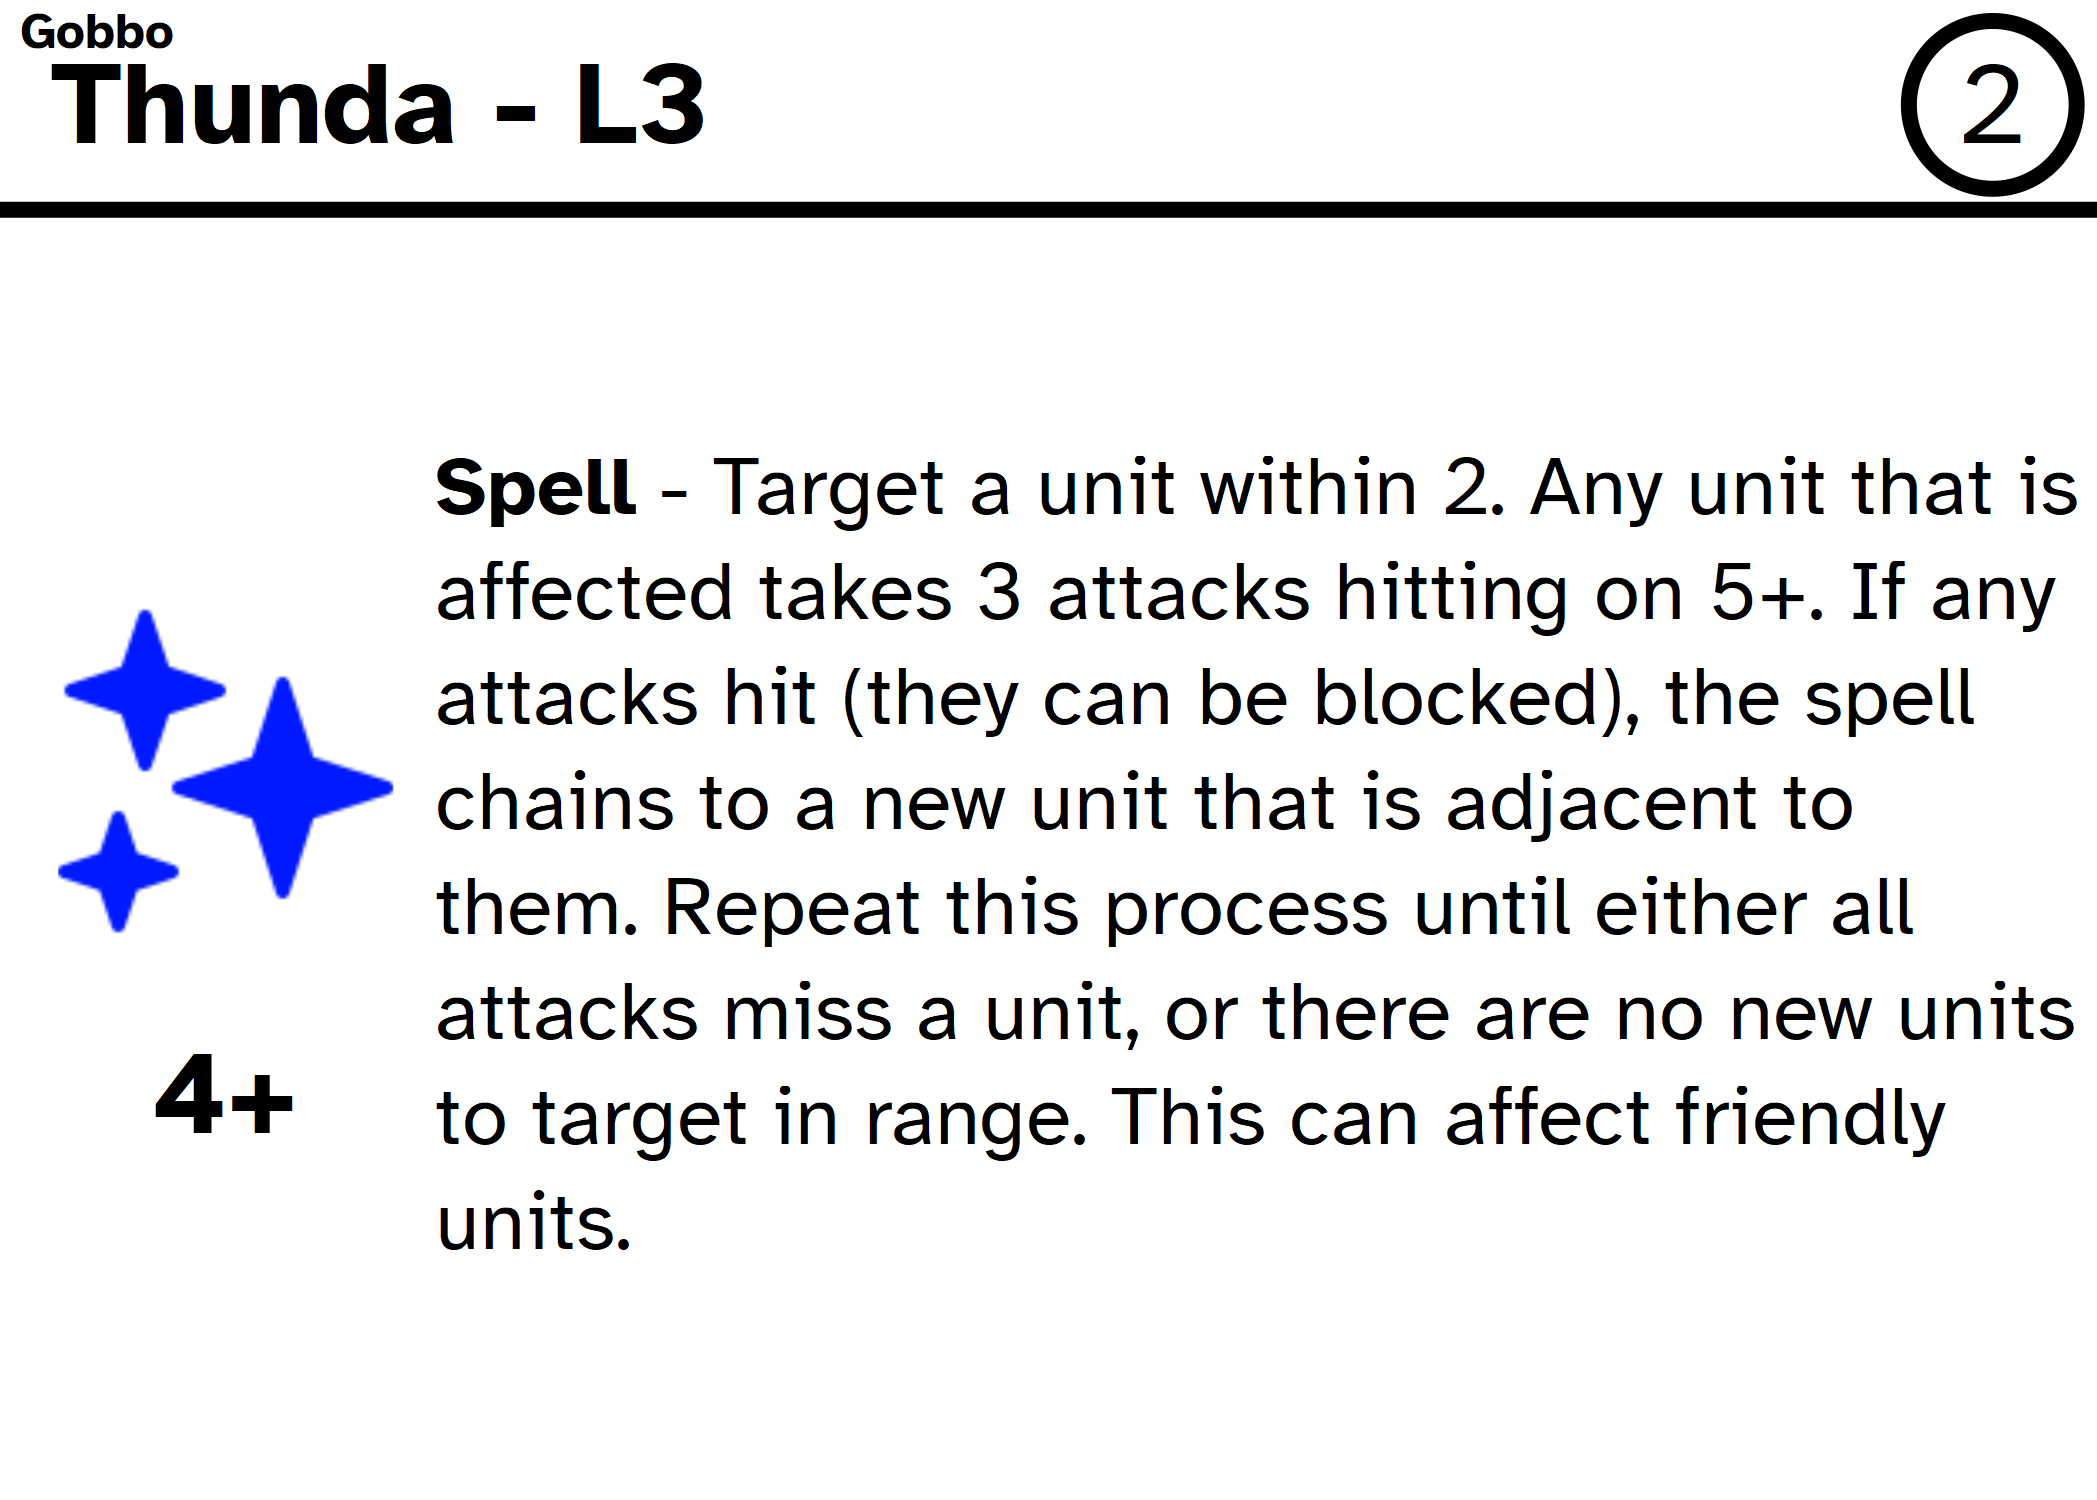 Gobbo
Thunda - L3
2
Spell - Target a unit within 2. Any unit that is
affected takes 3 attacks hitting on 5+. If any
attacks hit (they can be blocked), the spell
chains to a new unit that is adjacent to
them. Repeat this process until either all
attacks miss a unit, or there are no new units
to target in range. This can affect friendly
units.
4+